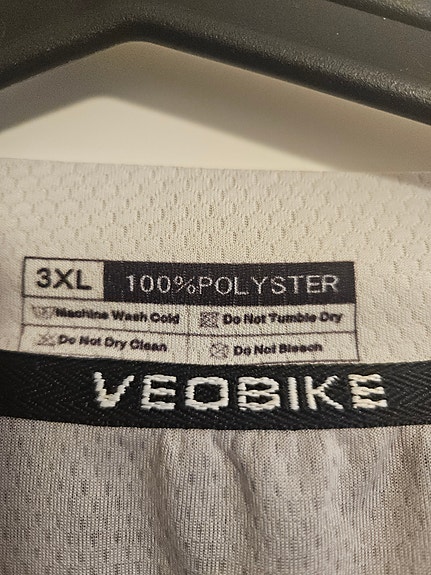 3XL 100%POLYSTER
Machine Wash Cold Do Not Tumble Dry
Do Not Dry Clean Do Not Bleach
VEOBIKE